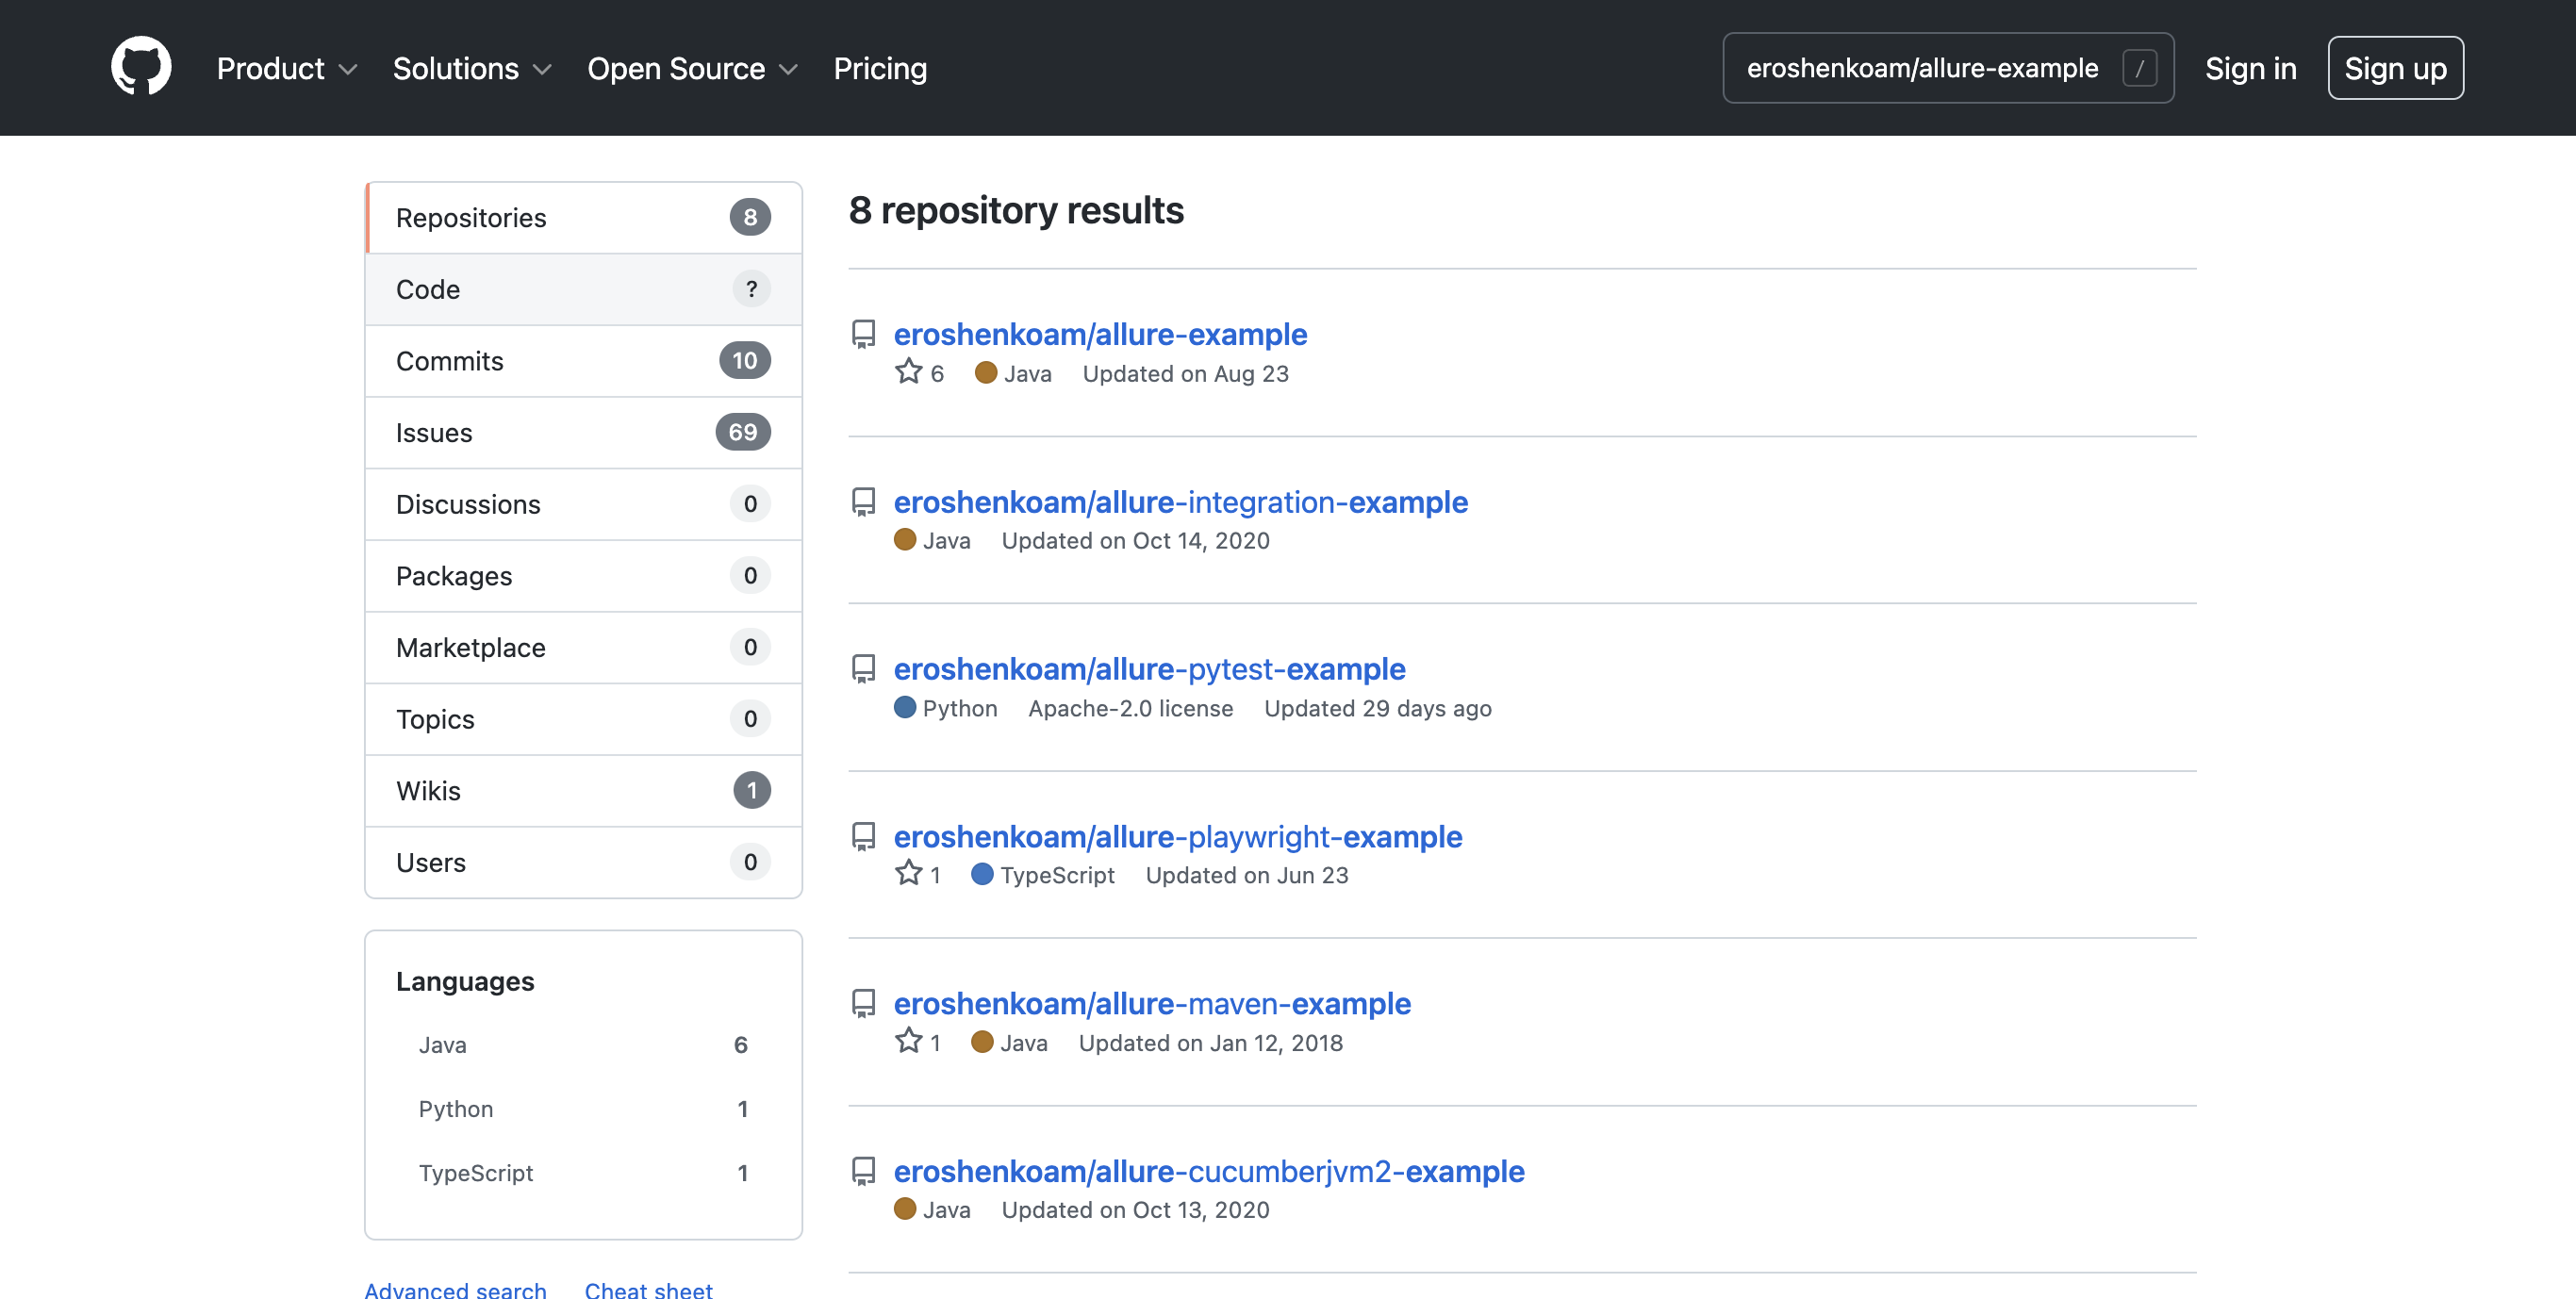 Product Solutions Open Source Pricing eroshenkoam/allure-example / Sign in Sign up
Repositories 8
Code ?
Commits 10
Issues 69
Discussions 0
Packages 0
Marketplace 0
Topics 0
Wikis 1
Users 0
Languages
Java 6
Python 1
TypeScript 1
Advanced search Cheat sheet
8 repository results
eroshenkoam/allure-example
6 Java Updated on Aug 23
eroshenkoam/allure-integration-example
Java Updated on Oct 14, 2020
eroshenkoam/allure-pytest-example
Python Apache-2.0 license Updated 29 days ago
eroshenkoam/allure-playwright-example
1 TypeScript Updated on Jun 23
eroshenkoam/allure-maven-example
1 Java Updated on Jan 12, 2018
eroshenkoam/allure-cucumberjvm2-example
Java Updated on Oct 13, 2020